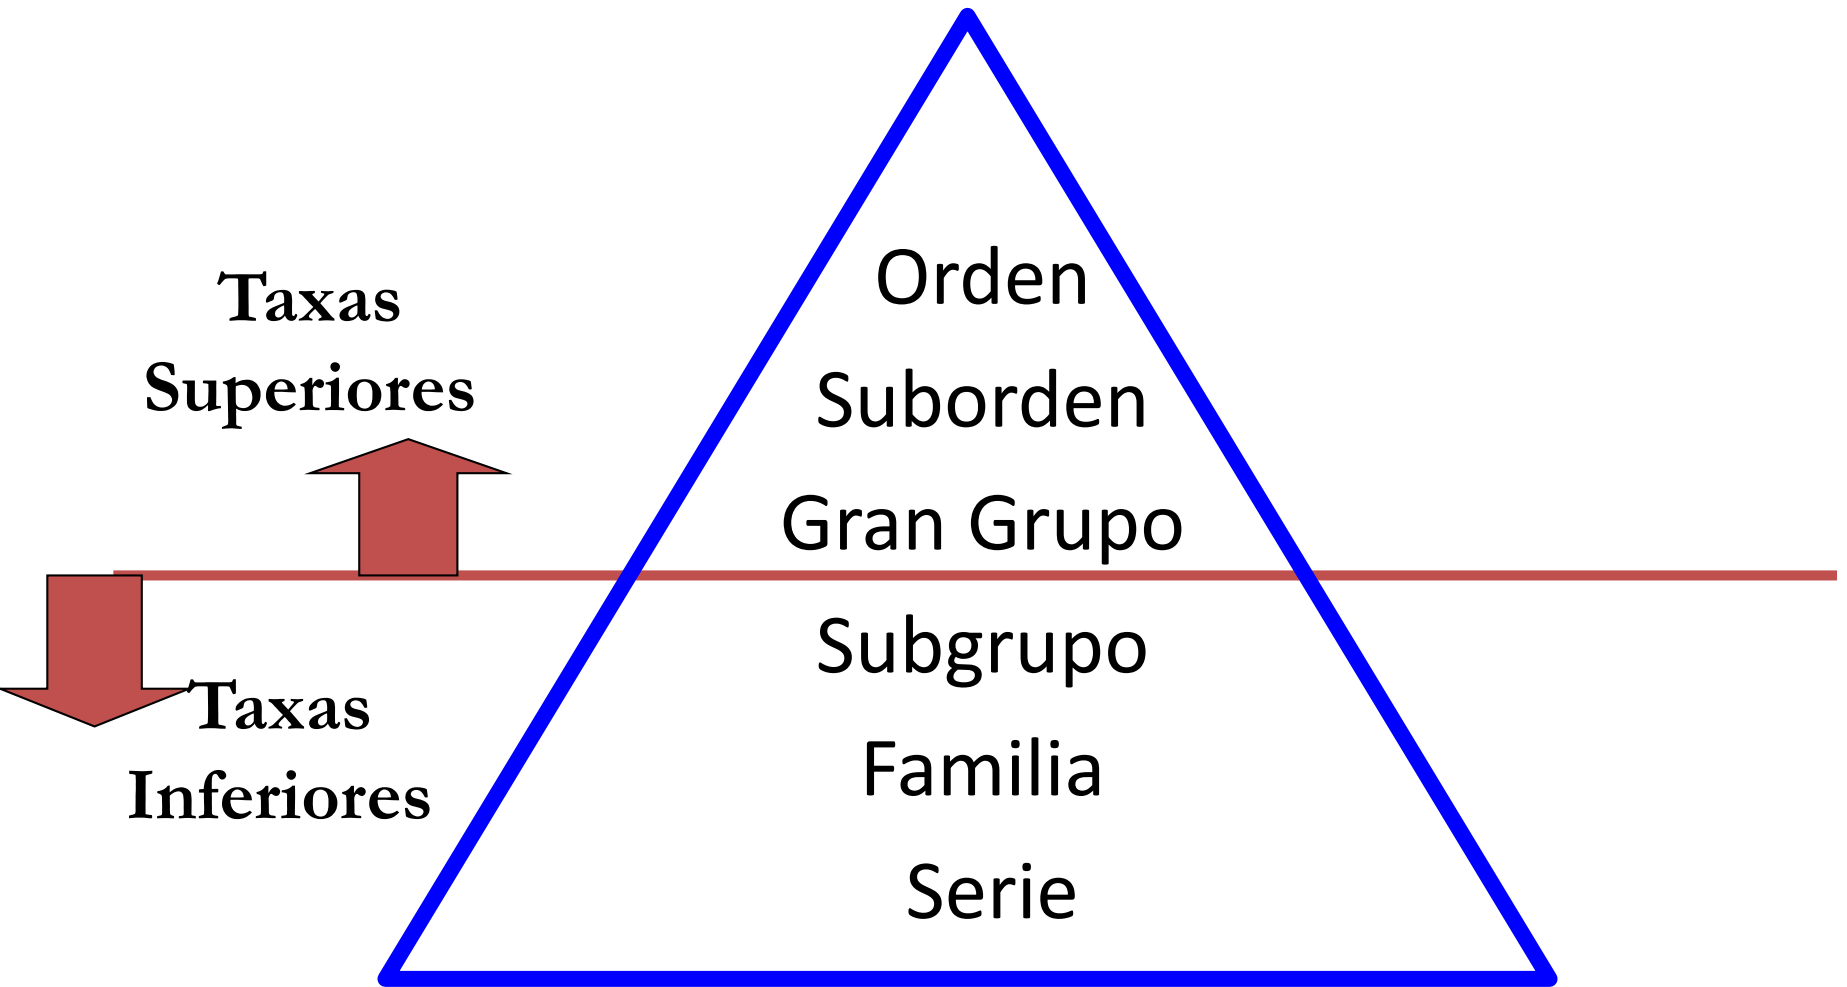 Orden
Taxas
Superiores
Suborden
Gran Grupo
Subgrupo
Taxas
Inferiores
Familia
Serie